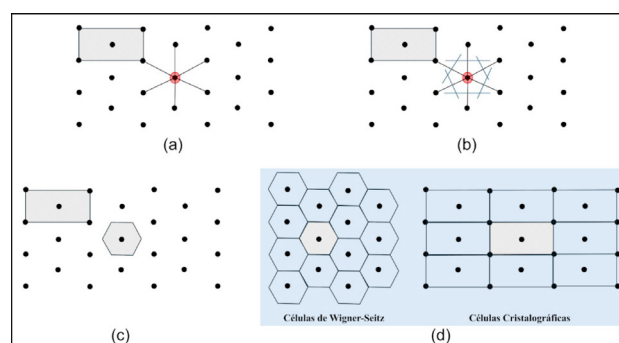 (a)
(b)
(c)
Células de Wigner-Seitz
(d)
Células Cristalográficas